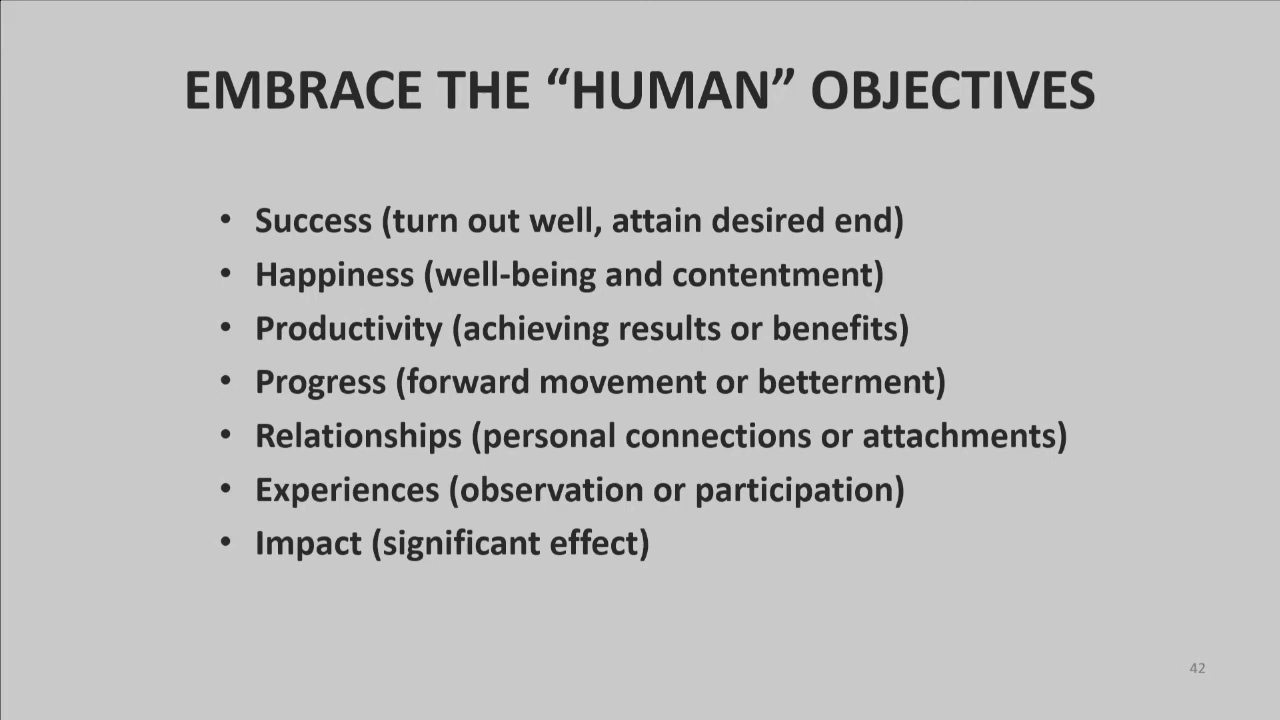 EMBRACE THE “HUMAN” OBJECTIVES
• Success (turn out well, attain desired end)
• Happiness (well-being and contentment)
• Productivity (achieving results or benefits)
• Progress (forward movement or betterment)
• Relationships (personal connections or attachments)
• Experiences (observation or participation)
• Impact (significant effect)
42